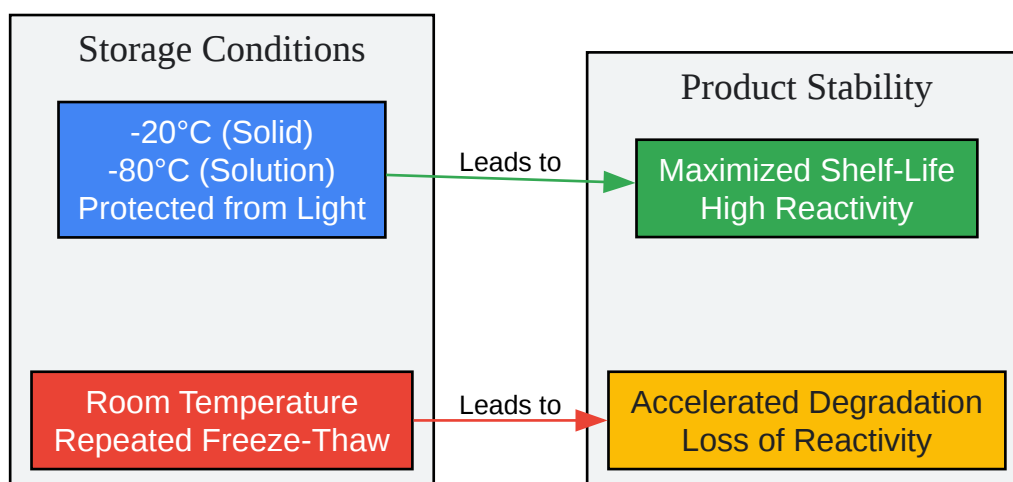 Storage Conditions
-20°C (Solid)
-80°C (Solution)
Protected from Light
Leads to
Product Stability
Maximized Shelf-Life
High Reactivity
Room Temperature
Repeated Freeze-Thaw
Leads to
Accelerated Degradation
Loss of Reactivity